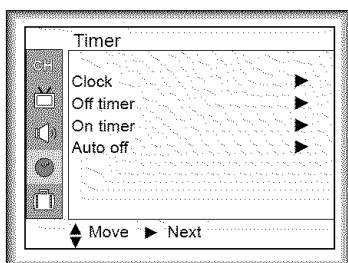 Timer
CH
Clock ▶
Off timer ▶
On timer ▶
Auto off ▶
▲▼ Move ▶ Next